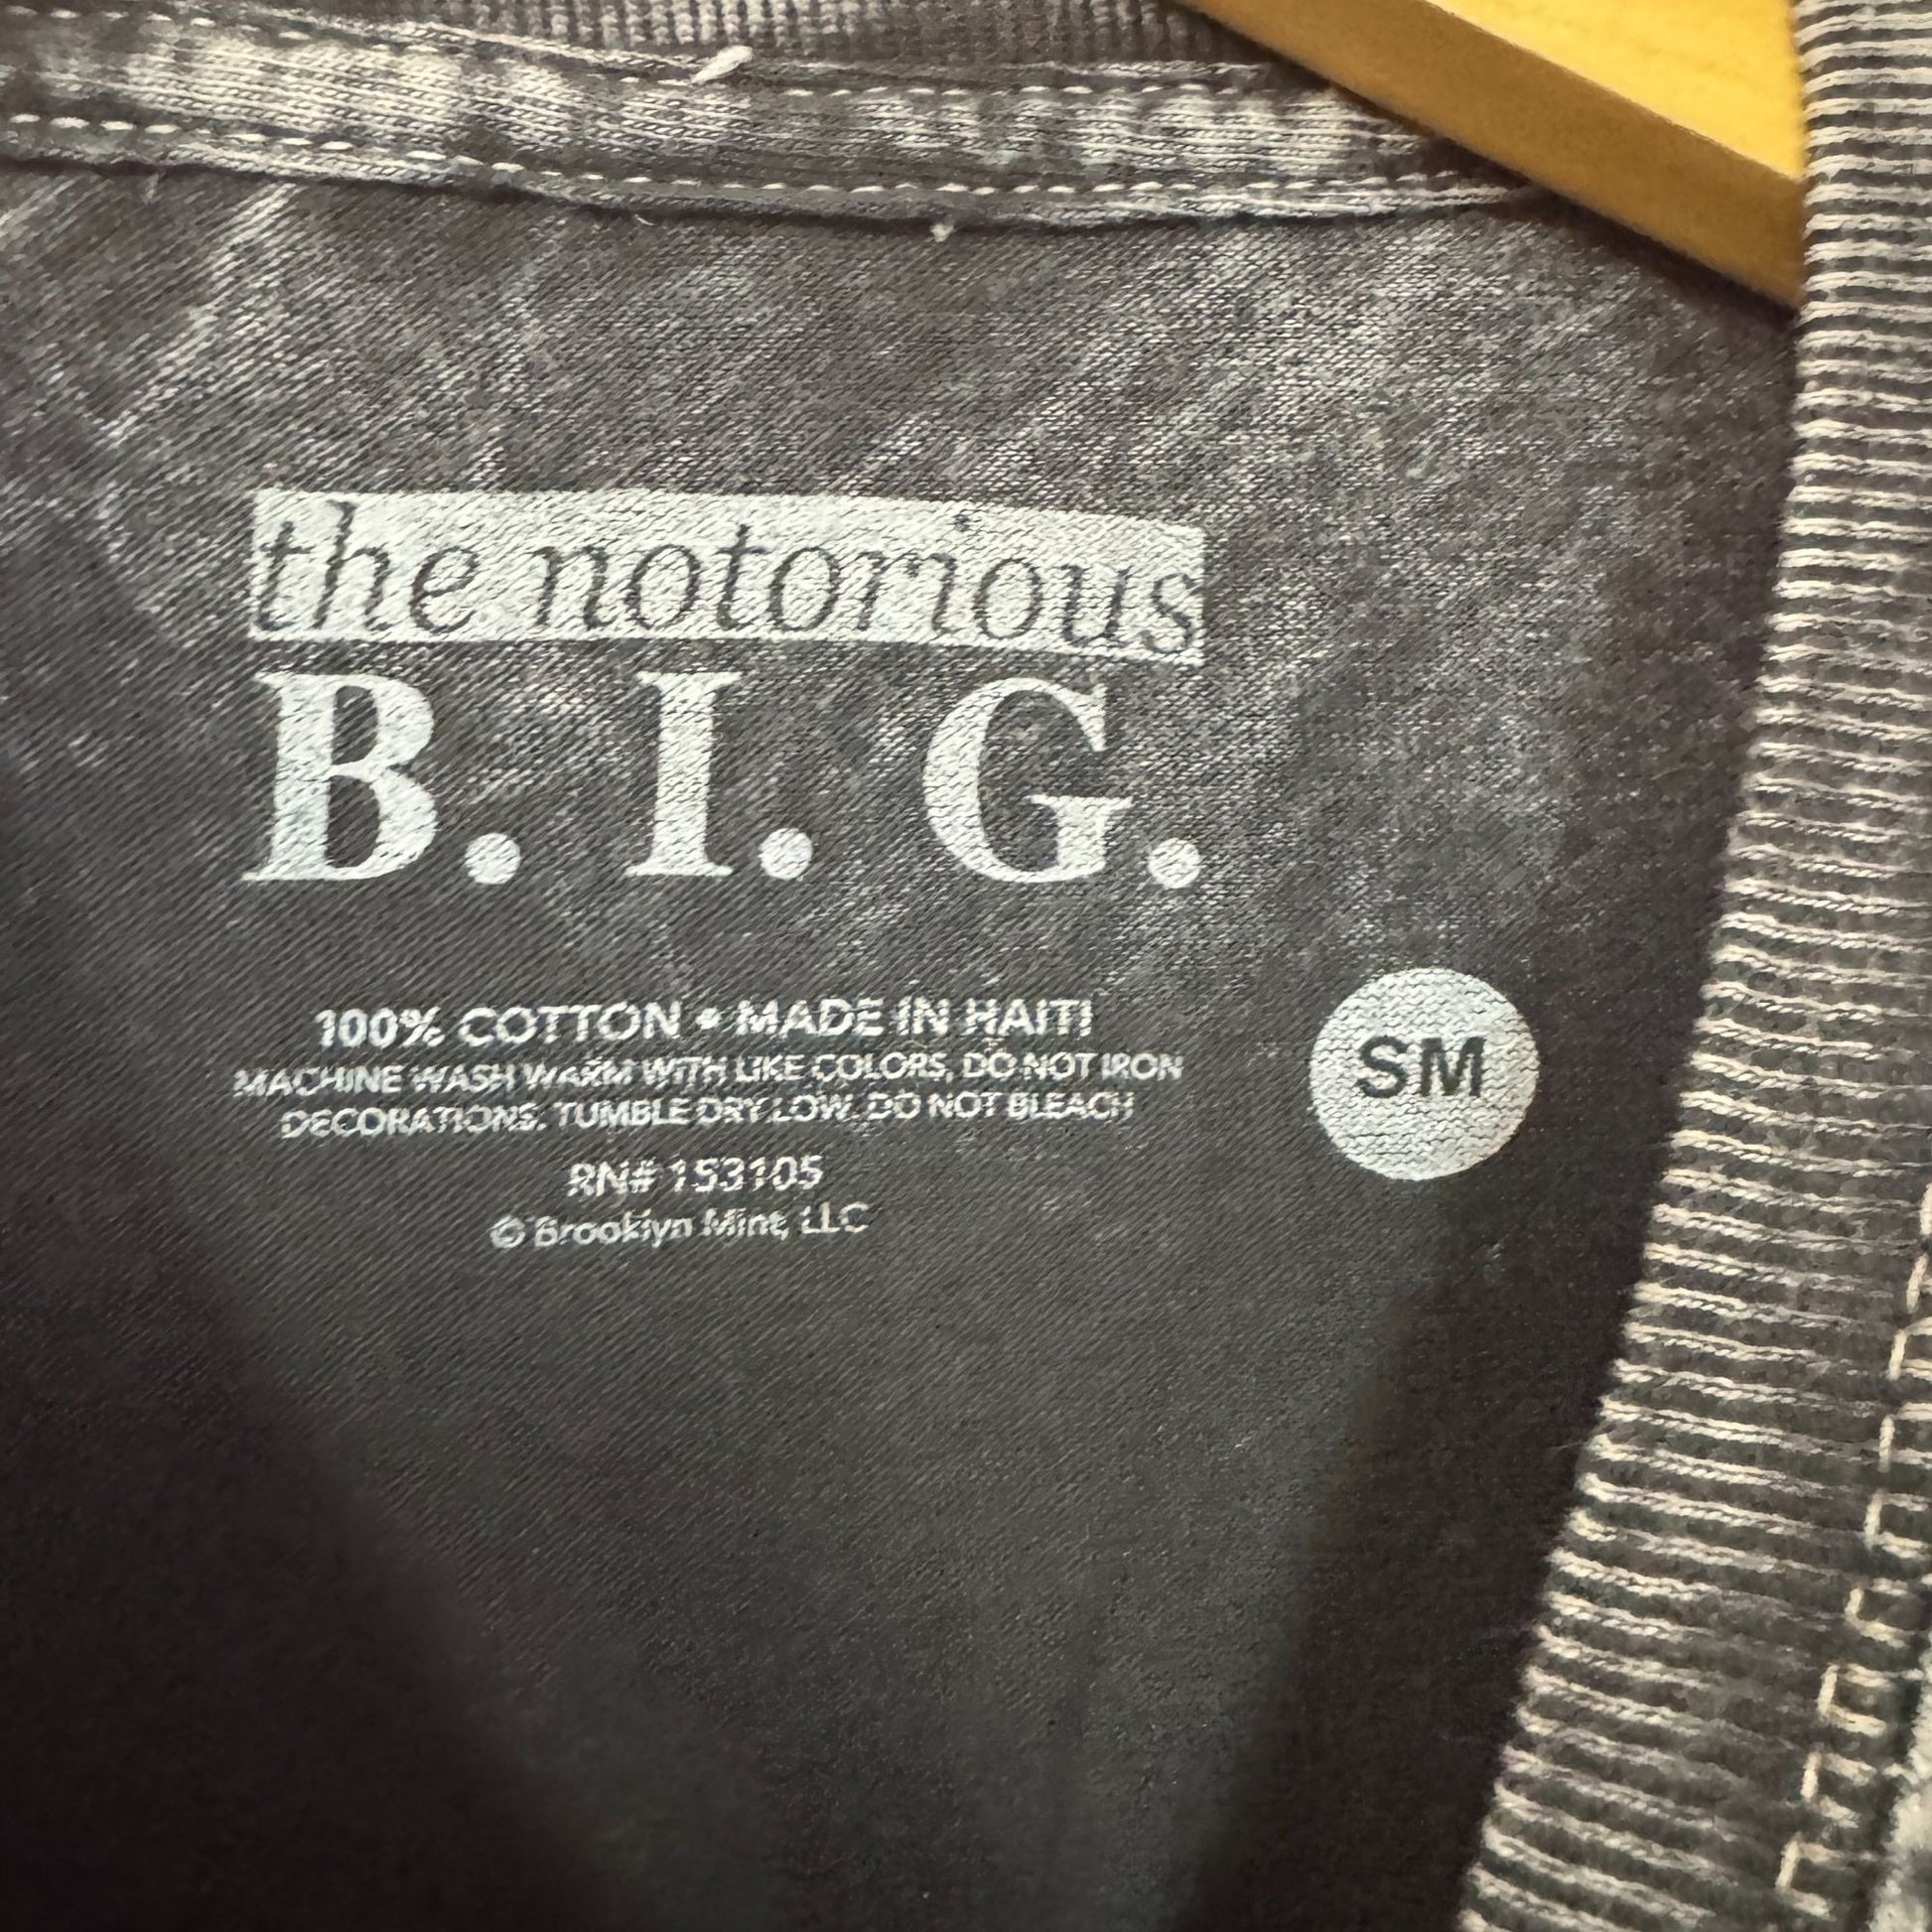 the notorious
B. I. G.
100% COTTON • MADE IN HAITI
MACHINE WASH WARM WITH LIKE COLORS, DO NOT IRON
DECORATIONS. TUMBLE DRY LOW. DO NOT BLEACH
SM
RN# 153105
© Brooklyn Mint, LLC